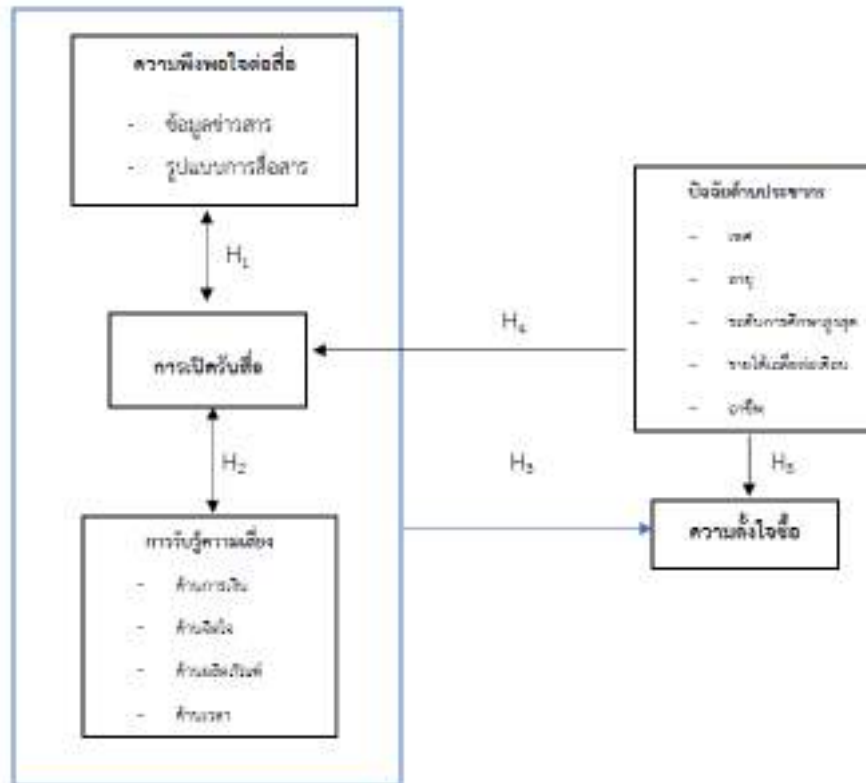 ความพึงพอใจต่อสื่อ
- ข้อมูลข่าวสาร
- รูปแบบการสื่อสาร
H₁
การเปิดรับสื่อ
H₂
การรับรู้ความเสี่ยง
- ด้านการเงิน
- ด้านจิตใจ
- ด้านผลิตภัณฑ์
- ด้านเวลา
H₄
H₃
ปัจจัยด้านประชากร
- เพศ
- อายุ
- ระดับการศึกษาสูงสุด
- รายได้เฉลี่ยต่อเดือน
- อาชีพ
H₅
ความตั้งใจซื้อ